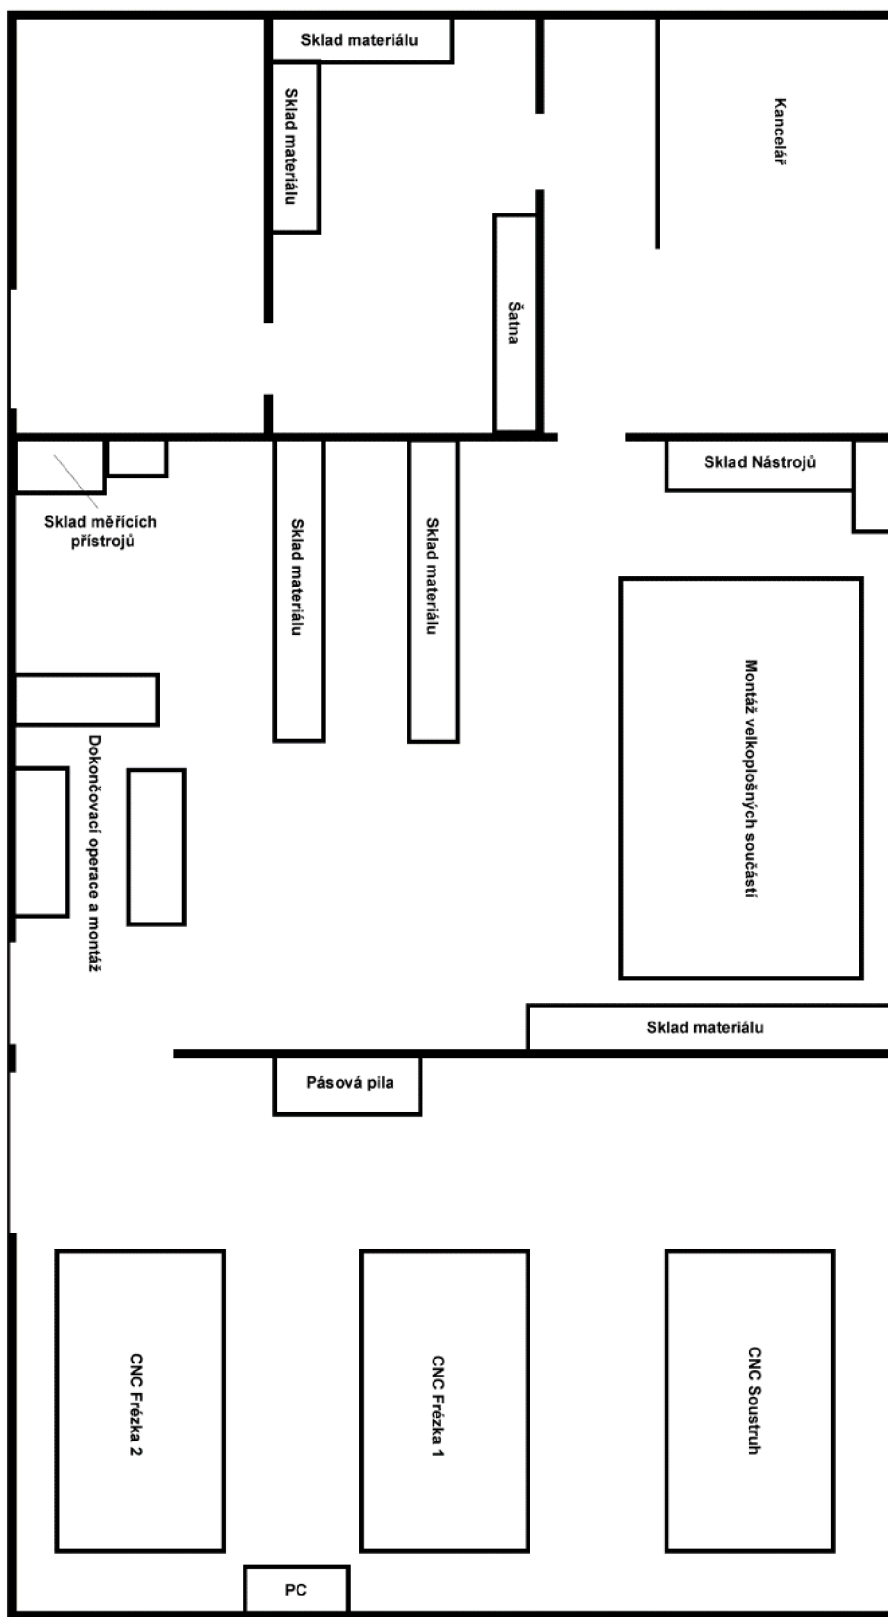 Sklad materiálu
Sklad materiálu
Kancelář
Šatna
Sklad Nástrojů
Sklad měřících
přístrojů
Sklad materiálu
Sklad materiálu
Montáž velkoplošných součástí
Dokončovací operace a montáž
Sklad materiálu
Pásová pila
CNC Frézka 2
CNC Frézka 1
CNC Soustruh
PC